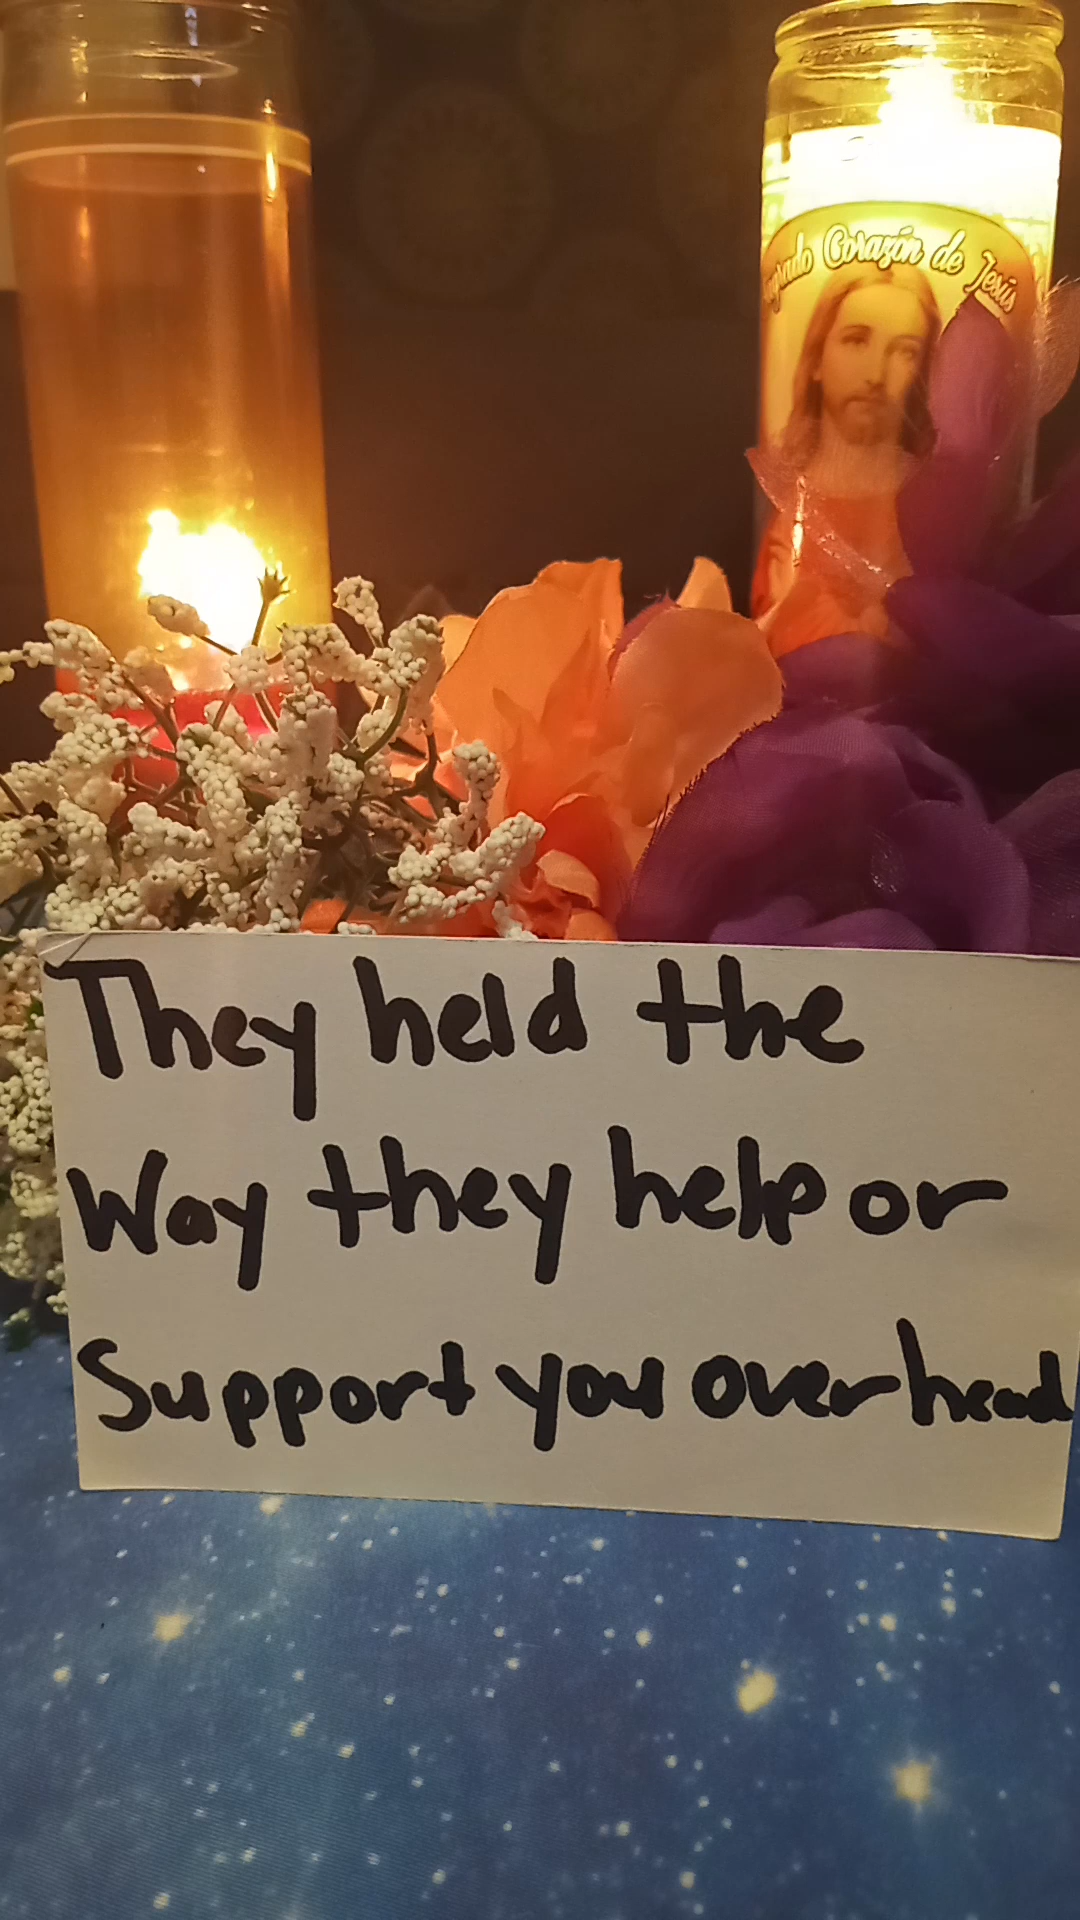 Sagrado Corazón de Jesús
They held the
Way they help or
Support you overhead